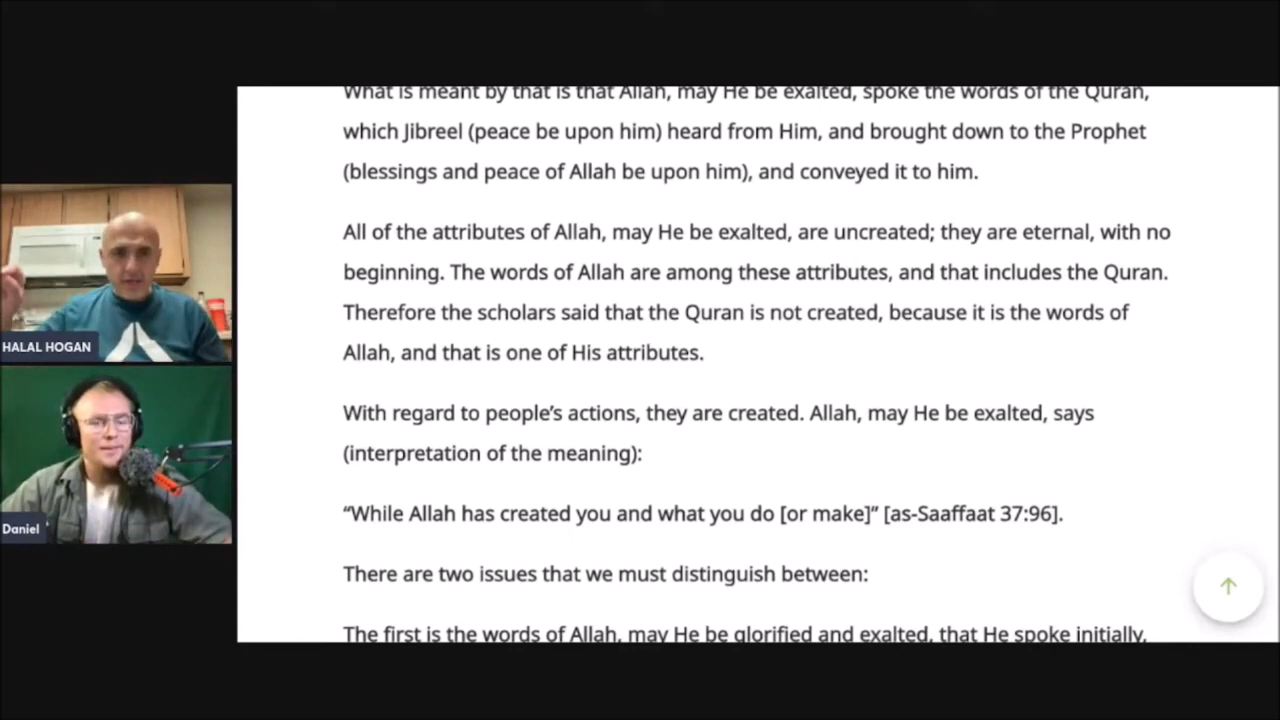 What is meant by that is that Allah, may He be exalted, spoke the words of the Quran,
which Jibreel (peace be upon him) heard from Him, and brought down to the Prophet
(blessings and peace of Allah be upon him), and conveyed it to him.
All of the attributes of Allah, may He be exalted, are uncreated; they are eternal, with no
beginning. The words of Allah are among these attributes, and that includes the Quran.
Therefore the scholars said that the Quran is not created, because it is the words of
Allah, and that is one of His attributes.
With regard to people’s actions, they are created. Allah, may He be exalted, says
(interpretation of the meaning):
“While Allah has created you and what you do [or make]” [as-Saaffaat 37:96].
There are two issues that we must distinguish between:
The first is the words of Allah, may He be glorified and exalted, that He spoke initially,
HALAL HOGAN
Daniel